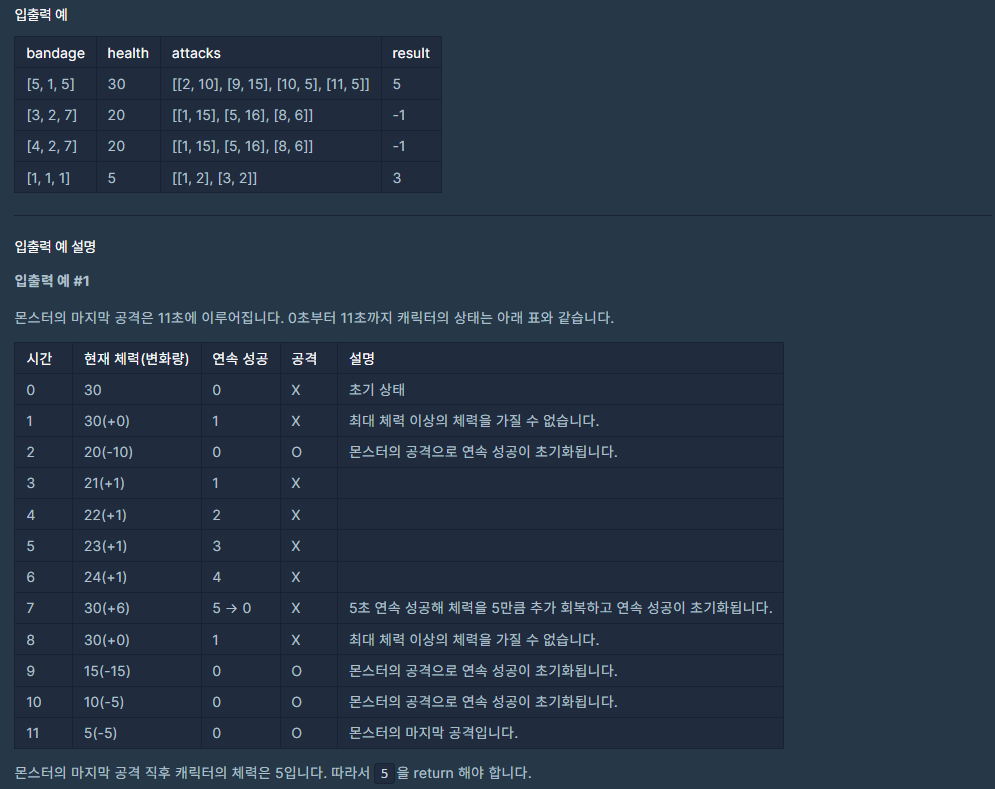 입출력 예
bandage health attacks result
[5, 1, 5] 30 [[2, 10], [9, 15], [10, 5], [11, 5]] 5
[3, 2, 7] 20 [[1, 15], [5, 16], [8, 6]] -1
[4, 2, 7] 20 [[1, 15], [5, 16], [8, 6]] -1
[1, 1, 1] 5 [[1, 2], [3, 2]] 3
입출력 예 설명
입출력 예 #1
몬스터의 마지막 공격은 11초에 이루어집니다. 0초부터 11초까지 캐릭터의 상태는 아래 표와 같습니다.
시간 현재 체력(변화량) 연속 성공 공격 설명
0 30 0 X 초기 상태
1 30(+0) 1 X 최대 체력 이상의 체력을 가질 수 없습니다.
2 20(-10) 0 O 몬스터의 공격으로 연속 성공이 초기화됩니다.
3 21(+1) 1 X
4 22(+1) 2 X
5 23(+1) 3 X
6 24(+1) 4 X
7 30(+6) 5 → 0 X 5초 연속 성공해 체력을 5만큼 추가 회복하고 연속 성공이 초기화됩니다.
8 30(+0) 1 X 최대 체력 이상의 체력을 가질 수 없습니다.
9 15(-15) 0 O 몬스터의 공격으로 연속 성공이 초기화됩니다.
10 10(-5) 0 O 몬스터의 공격으로 연속 성공이 초기화됩니다.
11 5(-5) 0 O 몬스터의 마지막 공격입니다.
몬스터의 마지막 공격 직후 캐릭터의 체력은 5입니다. 따라서 5 을 return 해야 합니다.